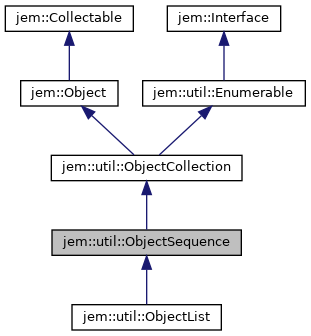 jem::Collectable
jem::Interface
jem::Object
jem::util::Enumerable
jem::util::ObjectCollection
jem::util::ObjectSequence
jem::util::ObjectList